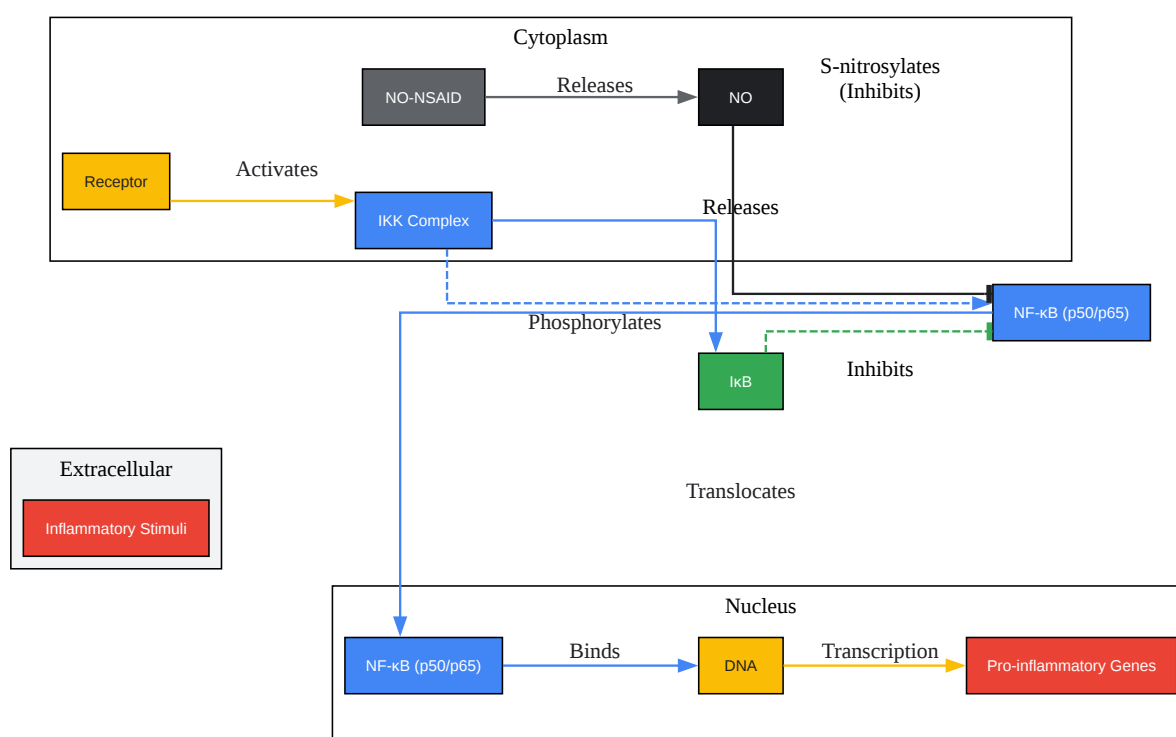 Cytoplasm
S-nitrosylates
(Inhibits)
NO-NSAID
Releases
NO
Receptor
Activates
IKK Complex
Releases
NF-κB (p50/p65)
Phosphorylates
IκB
Inhibits
Extracellular
Inflammatory Stimuli
Translocates
Nucleus
NF-κB (p50/p65)
Binds
DNA
Transcription
Pro-inflammatory Genes